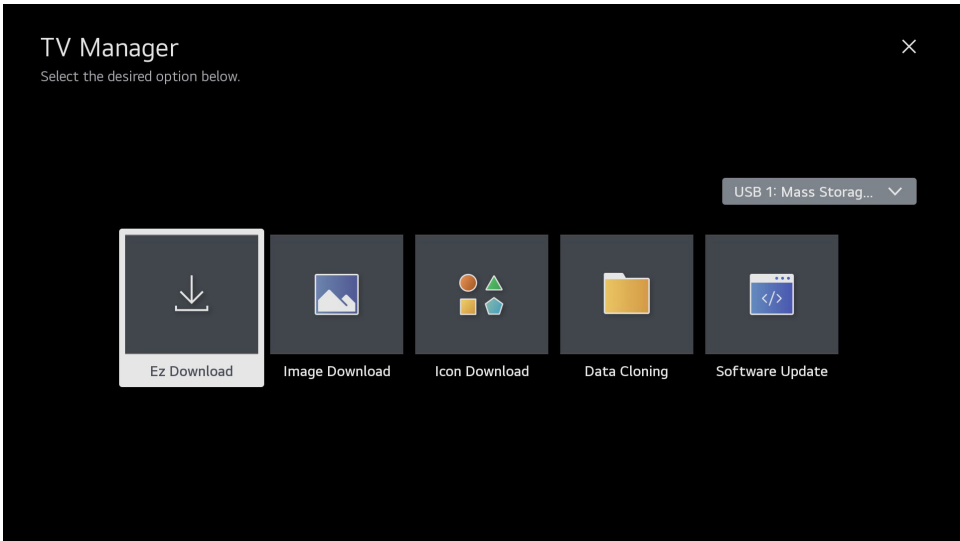 TV Manager
Select the desired option below.
USB 1: Mass Storag...
Ez Download
Image Download
Icon Download
Data Cloning
</>
Software Update